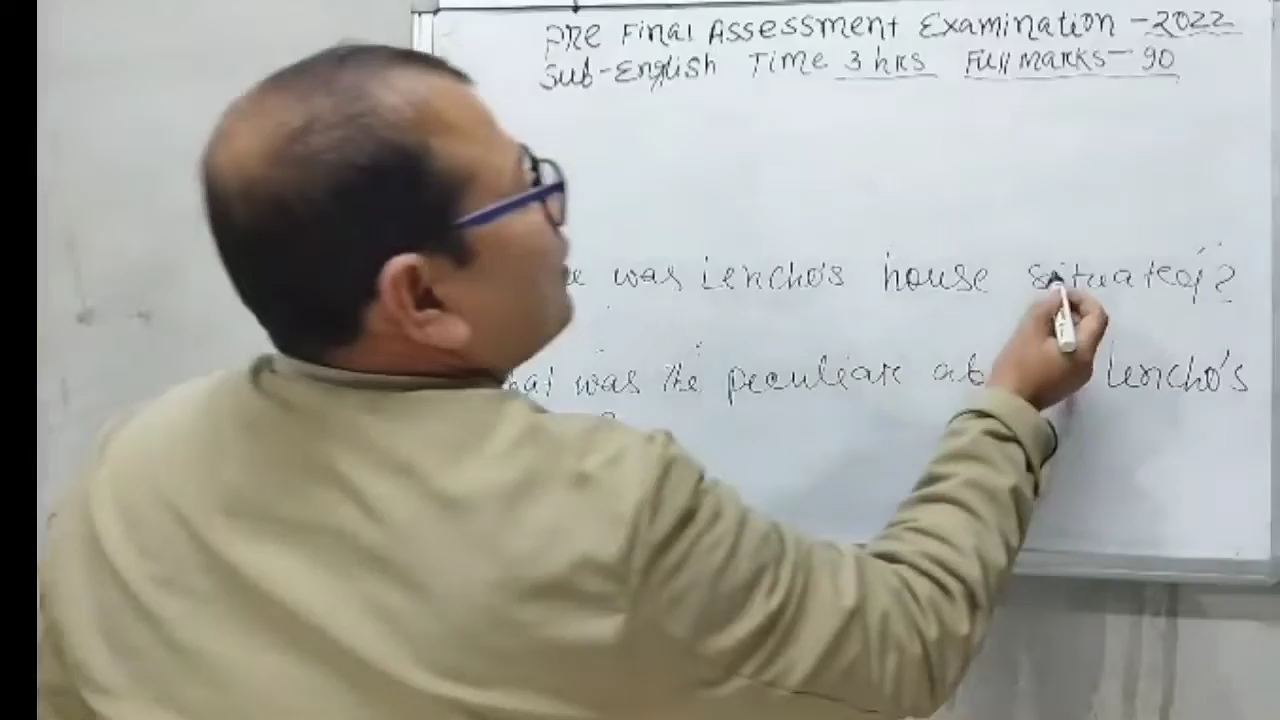 Pre Final Assessment Examination - 2022
Sub-English Time 3 hrs Full marks - 90
was Lencho's house situated?
was the peculiar Lencho's